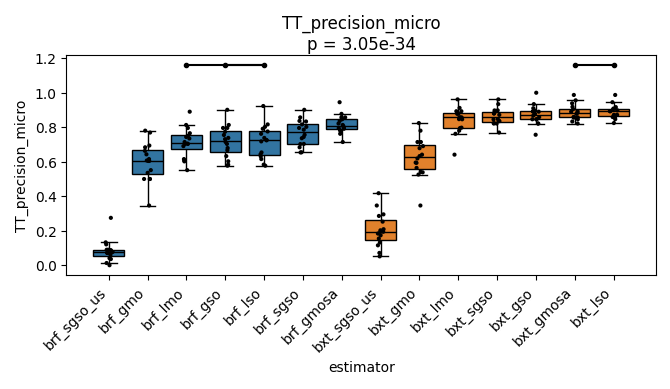 TT_precision_micro
p = 3.05e-34
TT_precision_micro
1.2
1.0
0.8
0.6
0.4
0.2
0.0
brf_sgso_us
brf_gmo
brf_lmo
brf_gso
brf_lso
brf_sgso
brf_gmosa
bxt_sgso_us
bxt_gmo
bxt_lmo
bxt_sgso
bxt_gso
bxt_gmosa
bxt_lso
estimator